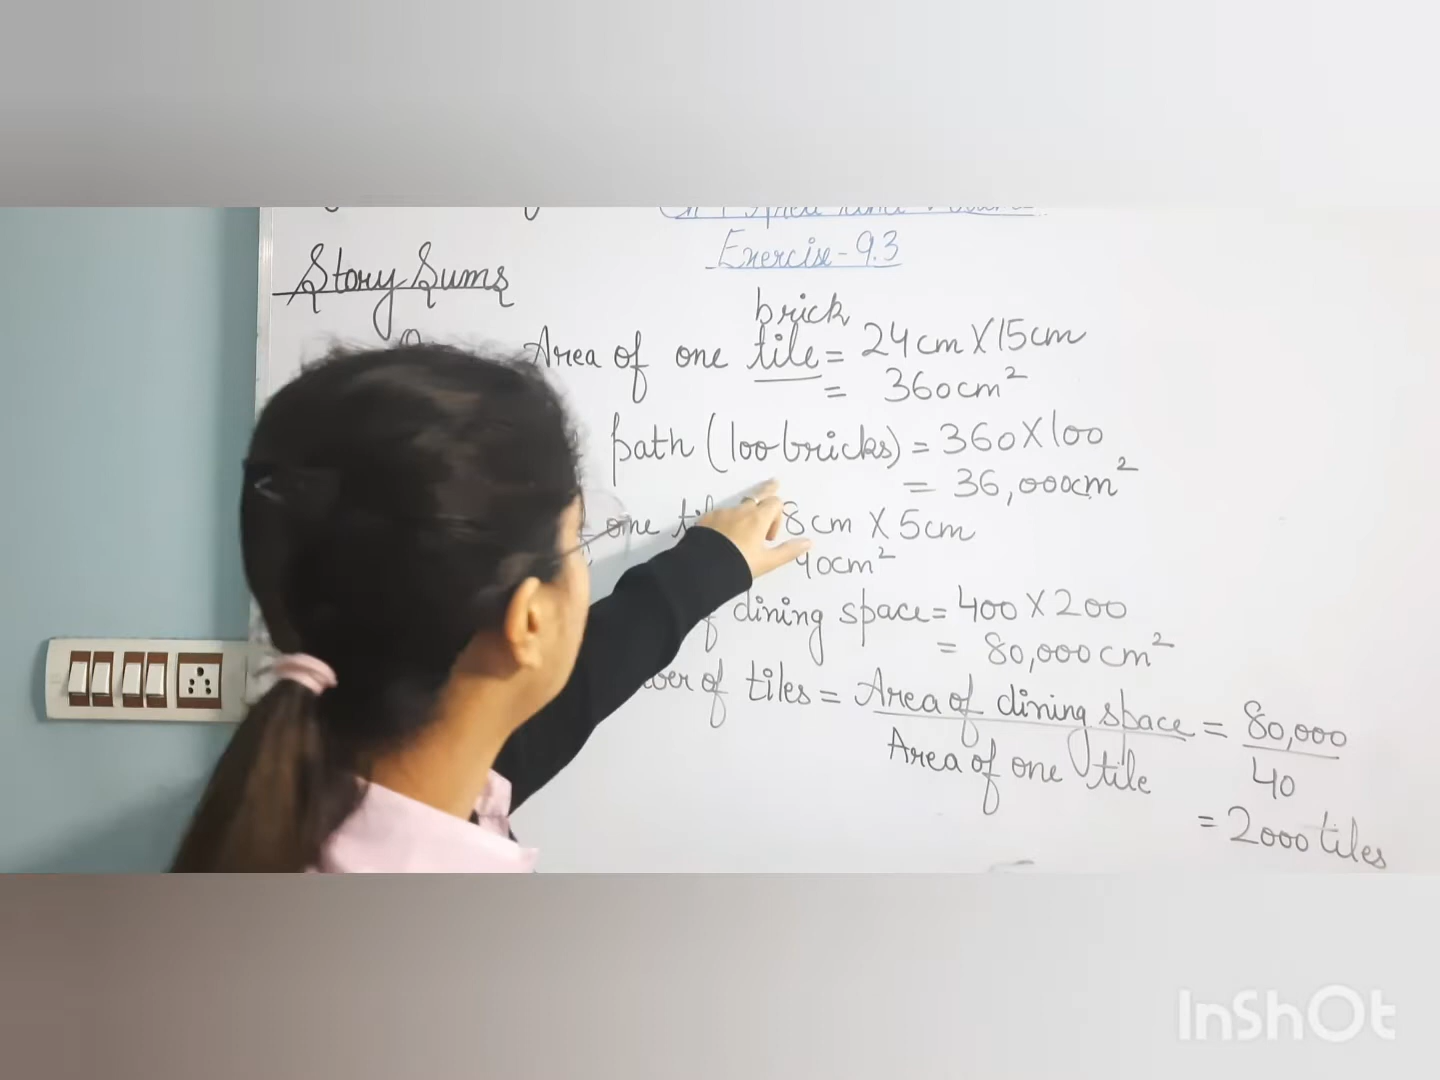 Exercise-9.3
Story Sums
brick
Area of one tile = 24cm X 15cm
= 360cm²
path (100 bricks) = 360 X 100
= 36,000cm²
one 8cm X 5cm
40cm²
dining space = 400 X 200
= 80,000cm²
of tiles = Area of dining space = 80,000
Area of one tile 40
= 2000 tiles
InShOt